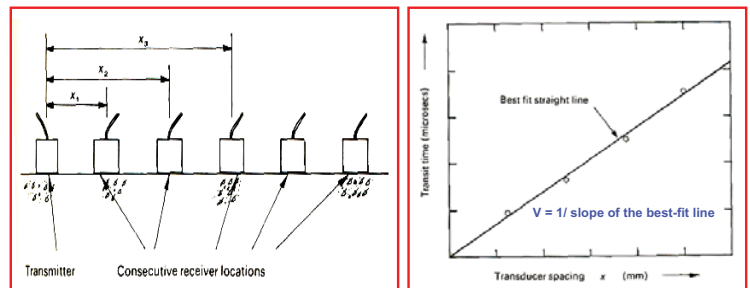 x3
x2
x1
Transmitter
Consecutive receiver locations
Transit time (microsecs)
Best fit straight line
V = 1/ slope of the best-fit line
Transducer spacing x (mm)